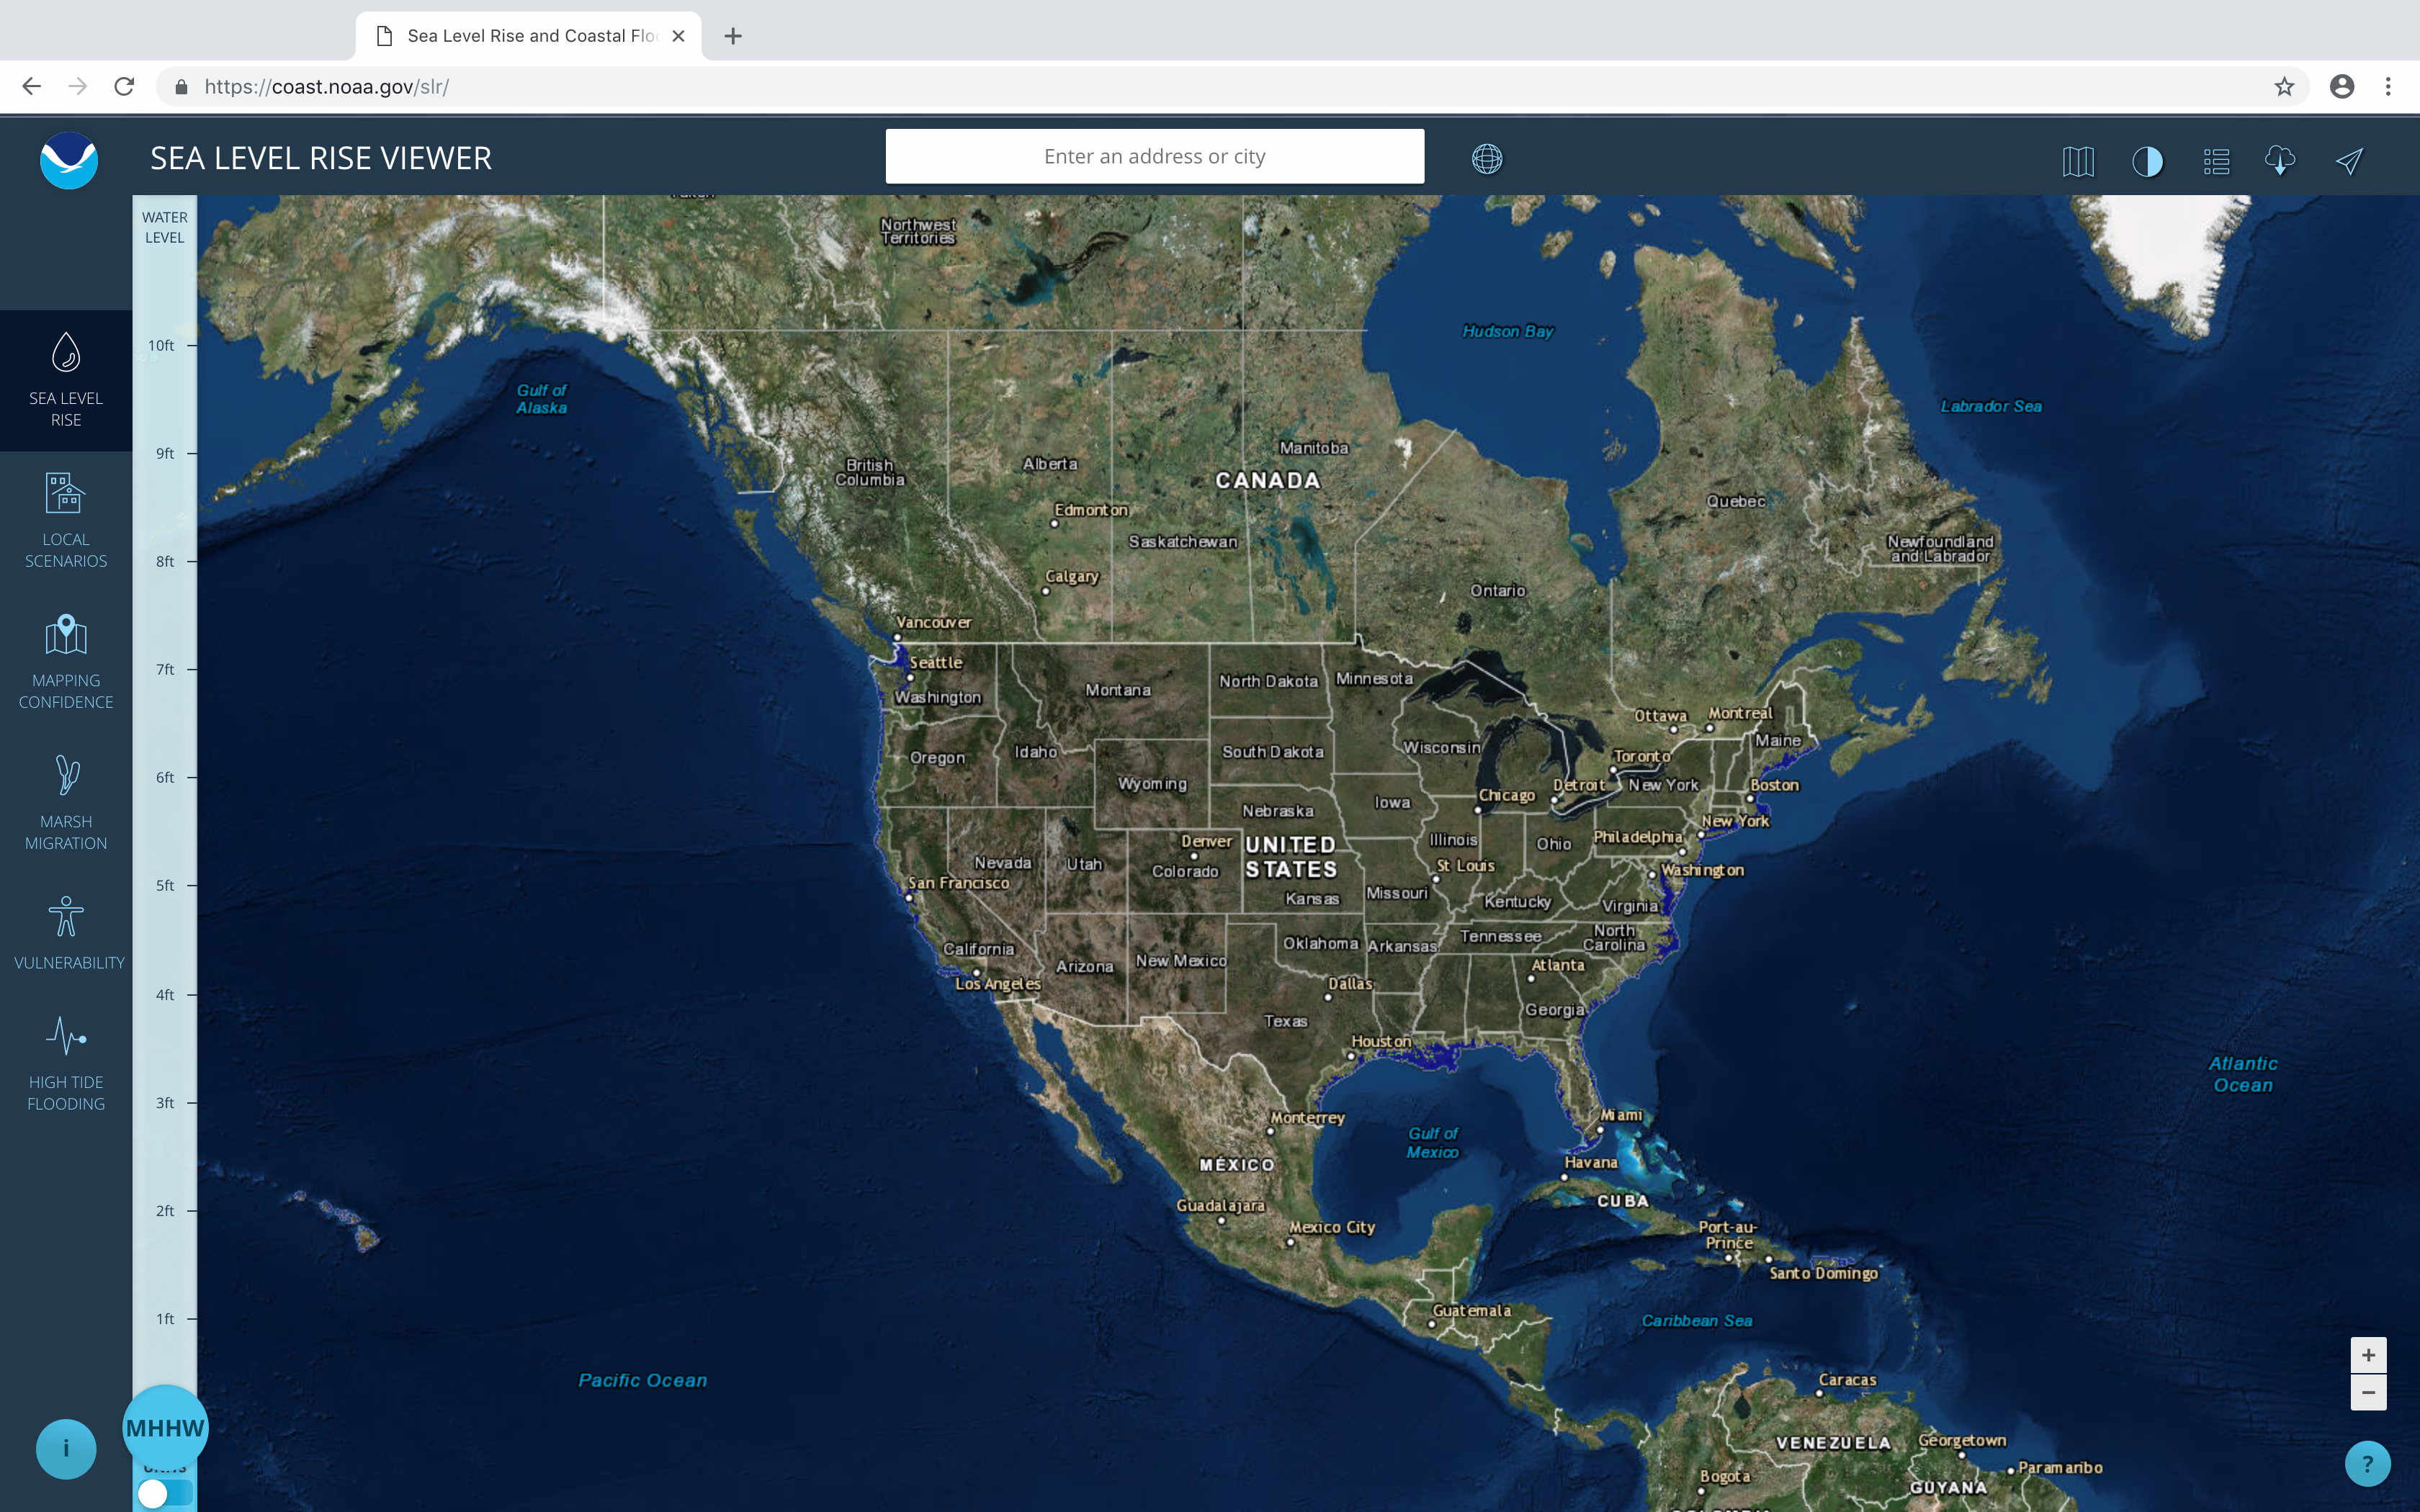 Sea Level Rise and Coastal Flo
https://coast.noaa.gov/slr/
SEA LEVEL RISE VIEWER
Enter an address or city
WATER
LEVEL
10ft
9ft
8ft
7ft
6ft
5ft
4ft
3ft
2ft
1ft
MHHW
SEA LEVEL
RISE
LOCAL
SCENARIOS
MAPPING
CONFIDENCE
MARSH
MIGRATION
VULNERABILITY
HIGH TIDE
FLOODING
i
Northwest
Territories
Hudson Bay
Gulf of
Alaska
Labrador Sea
Manitoba
British
Columbia
Alberta
CANADA
Quebec
Edmonton
Saskatchewan
Newfoundland
and Labrador
Calgary
Ontario
Vancouver
Seattle
Washington
Montana
North Dakota
Minnesota
Ottawa
Montreal
Maine
Oregon
Idaho
South Dakota
Wisconsin
Toronto
Wyoming
Detroit
New York
Boston
Chicago
Nebraska
Iowa
New York
Denver
UNITED
STATES
Illinois
Ohio
Philadelphia
Nevada
Utah
Colorado
St Louis
Washington
San Francisco
Kansas
Missouri
Kentucky
Virginia
California
Oklahoma
Arkansas
Tennessee
North
Carolina
Arizona
New Mexico
Atlanta
Los Angeles
Dallas
Georgia
Texas
Houston
Atlantic
Ocean
Monterrey
Miami
Gulf of
Mexico
MÉXICO
Havana
CUBA
Guadalajara
Mexico City
Port-au-
Prince
Santo Domingo
Guatemala
Caribbean Sea
Pacific Ocean
Caracas
VENEZUELA
Georgetown
Paramaribo
Bogota
GUYANA
+
−
?